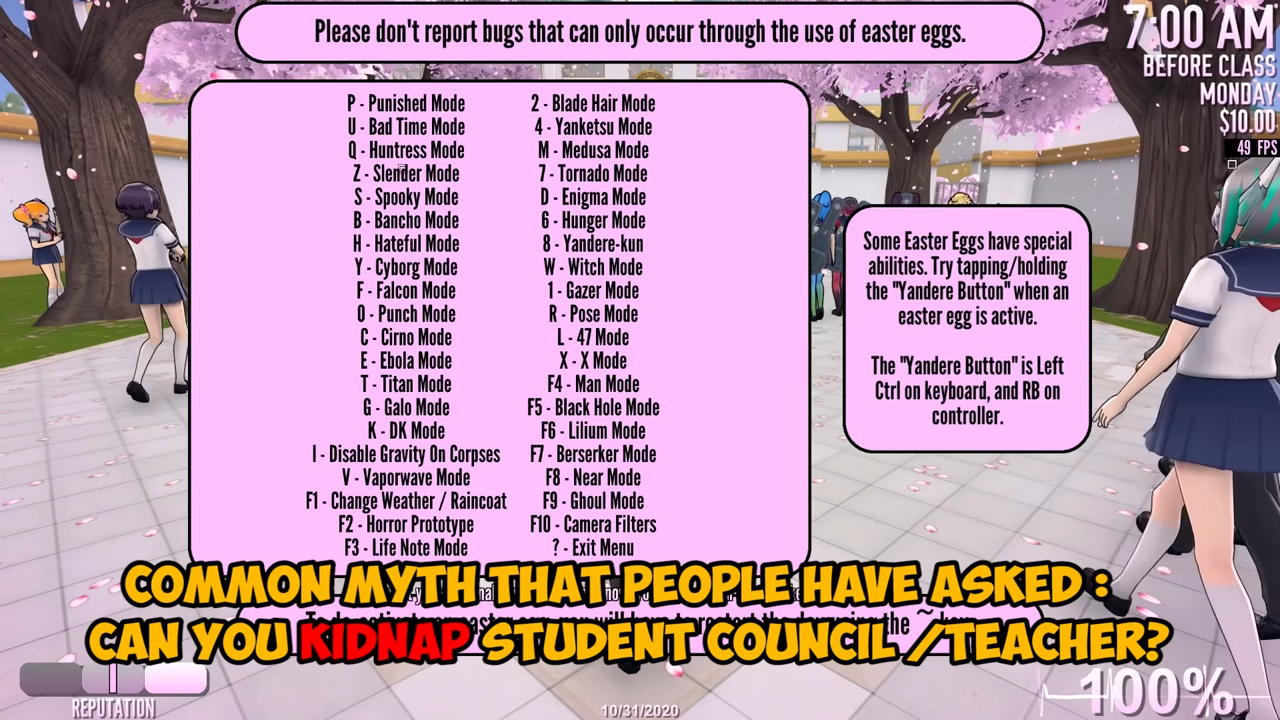 Please don't report bugs that can only occur through the use of easter eggs.
7:00 AM
BEFORE CLASS
MONDAY
$10.00
49 FPS
P - Punished Mode
U - Bad Time Mode
Q - Huntress Mode
Z - Slender Mode
S - Spooky Mode
B - Bancho Mode
H - Hateful Mode
Y - Cyborg Mode
F - Falcon Mode
O - Punch Mode
C - Cirno Mode
E - Ebola Mode
T - Titan Mode
G - Galo Mode
K - DK Mode
I - Disable Gravity On Corpses
V - Vaporwave Mode
F1 - Change Weather / Raincoat
F2 - Horror Prototype
F3 - Life Note Mode
2 - Blade Hair Mode
4 - Yanketsu Mode
M - Medusa Mode
7 - Tornado Mode
D - Enigma Mode
6 - Hunger Mode
8 - Yandere-kun
W - Witch Mode
1 - Gazer Mode
R - Pose Mode
L - 47 Mode
X - X Mode
F4 - Man Mode
F5 - Black Hole Mode
F6 - Lilium Mode
F7 - Berserker Mode
F8 - Near Mode
F9 - Ghoul Mode
F10 - Camera Filters
? - Exit Menu
Some Easter Eggs have special
abilities. Try tapping/holding
the "Yandere Button" when an
easter egg is active.
The "Yandere Button" is Left
Ctrl on keyboard, and RB on
controller.
COMMON MYTH THAT PEOPLE HAVE ASKED :
CAN YOU KIDNAP STUDENT COUNCIL /TEACHER?
REPUTATION
10/31/2020
100%